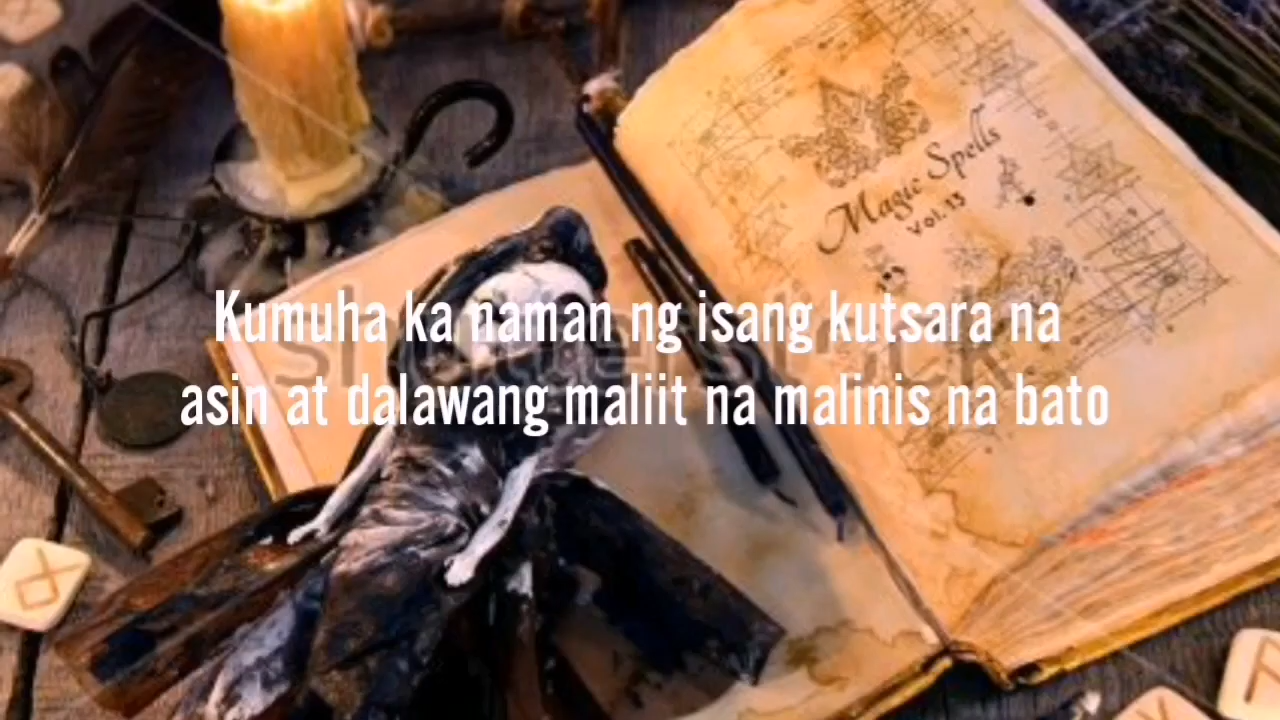 Magic Spells
Vol.13
Kumuha ka naman ng isang kutsara na
asin at dalawang maliit na malinis na bato
shutterstock